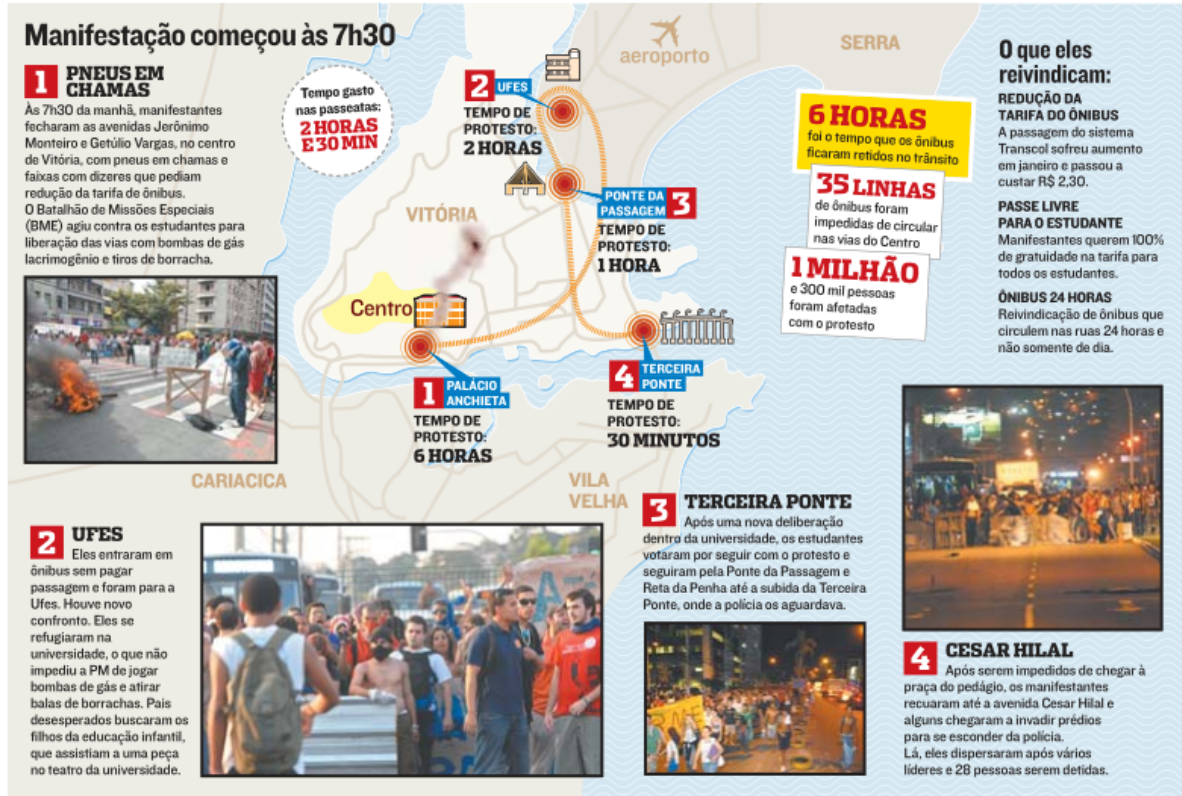 Manifestação começou às 7h30
1 PNEUS EM
CHAMAS
Às 7h30 da manhã, manifestantes
fecharam as avenidas Jerônimo
Monteiro e Getúlio Vargas, no centro
de Vitória, com pneus em chamas e
faixas com dizeres que pediam
redução da tarifa de ônibus.
O Batalhão de Missões Especiais
(BME) agiu contra os estudantes para
liberação das vias com bombas de gás
lacrimogênio e tiros de borracha.
Tempo gasto
nas passeatas:
2 HORAS
E 30 MIN
2 UFES
TEMPO DE
PROTESTO:
2 HORAS
aeroporto
SERRA
VITÓRIA
PONTE DA
PASSAGEM 3
TEMPO DE
PROTESTO:
1 HORA
Centro
1 PALÁCIO
ANCHIETA
TEMPO DE
PROTESTO:
6 HORAS
4 TERCEIRA
PONTE
TEMPO DE
PROTESTO:
30 MINUTOS
CARIACICA
VILA
VELHA
6 HORAS
foi o tempo que os ônibus
ficaram retidos no trânsito
35 LINHAS
de ônibus foram
impedidas de circular
nas vias do Centro
1 MILHÃO
e 300 mil pessoas
foram afetadas
com o protesto
O que eles
reivindicam:
REDUÇÃO DA
TARIFA DO ÔNIBUS
A passagem do sistema
Transcol sofreu aumento
em janeiro e passou a
custar R$ 2,30.
PASSE LIVRE
PARA O ESTUDANTE
Manifestantes querem 100%
de gratuidade na tarifa para
todos os estudantes.
ÔNIBUS 24 HORAS
Reivindicação de ônibus que
circulem nas ruas 24 horas e
não somente de dia.
2 UFES
Eles entraram em
ônibus sem pagar
passagem e foram para a
Ufes. Houve novo
confronto. Eles se
refugiaram na
universidade, o que não
impediu a PM de jogar
bombas de gás e atirar
balas de borrachas. Pais
desesperados buscaram os
filhos da educação infantil,
que assistiam a uma peça
no teatro da universidade.
3 TERCEIRA PONTE
Após uma nova deliberação
dentro da universidade, os estudantes
votaram por seguir com o protesto e
seguiram pela Ponte da Passagem e
Reta da Penha até a subida da Terceira
Ponte, onde a polícia os aguardava.
4 CESAR HILAL
Após serem impedidos de chegar à
praça do pedágio, os manifestantes
recuaram até a avenida Cesar Hilal e
alguns chegaram a invadir prédios
para se esconder da polícia.
Lá, eles dispersaram após vários
líderes e 28 pessoas serem detidas.